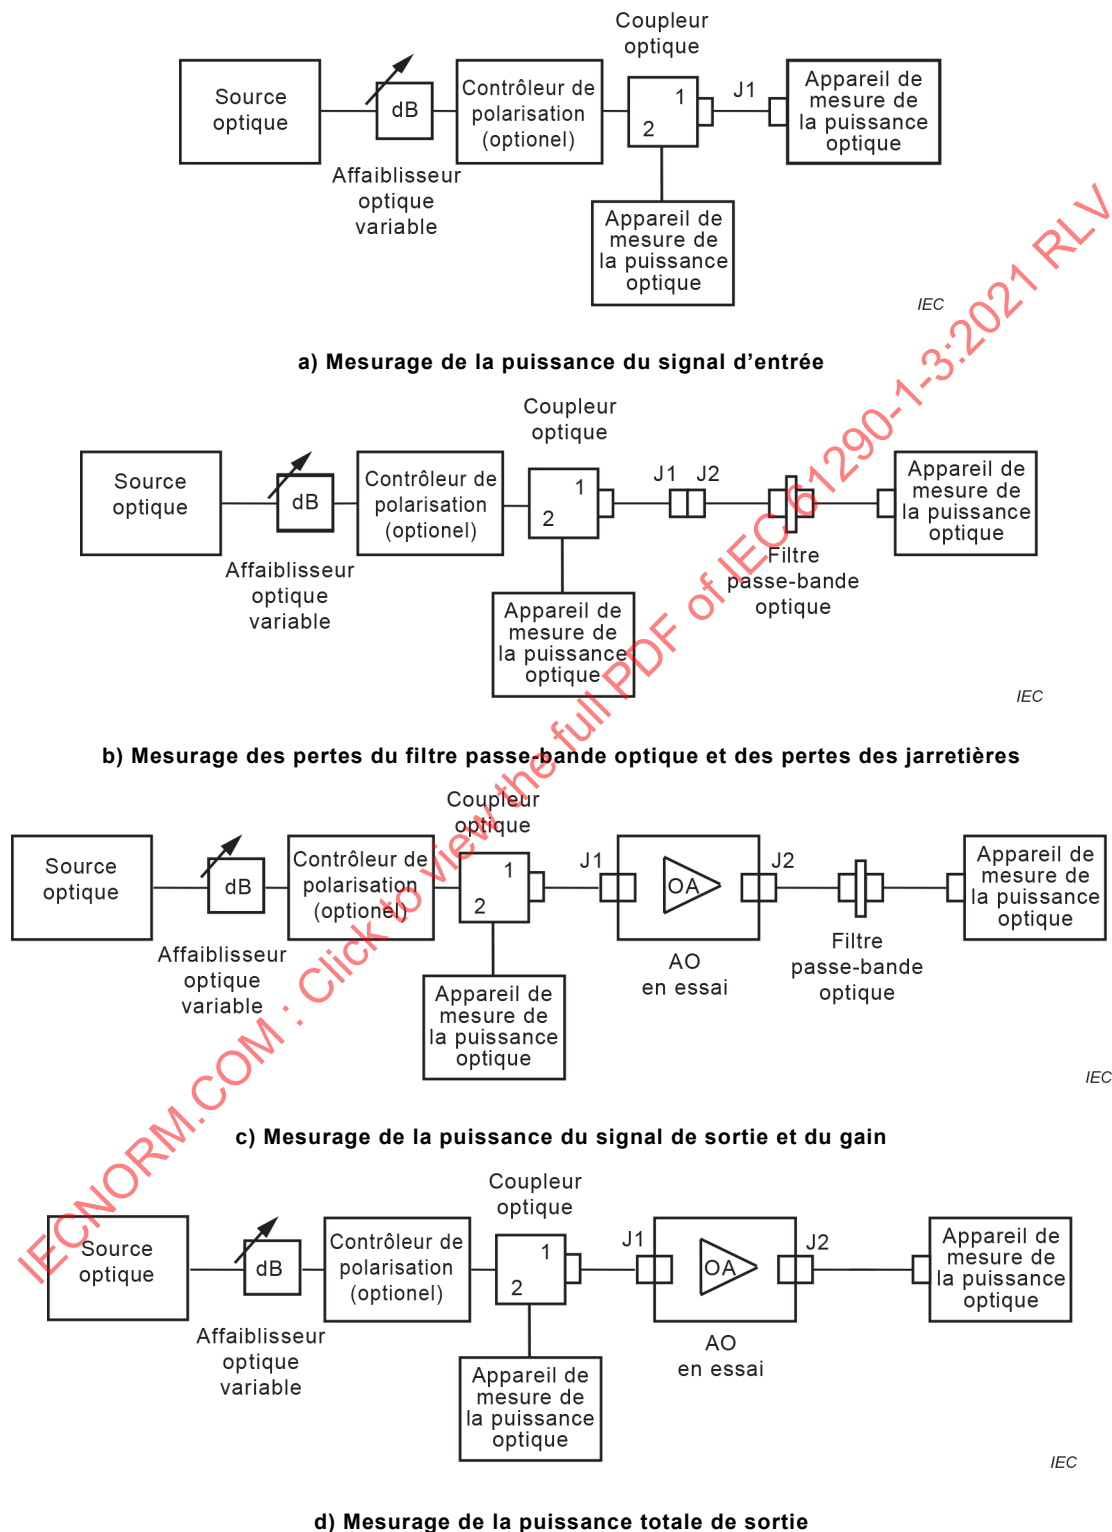 Coupleur
optique
Source
optique
dB
Contrôleur de
polarisation
(optionel)
1
2
J1
Appareil de
mesure de
la puissance
optique
Affaiblisseur
optique
variable
Appareil de
mesure de
la puissance
optique
IEC
a) Mesurage de la puissance du signal d’entrée
Coupleur
optique
Source
optique
dB
Contrôleur de
polarisation
(optionel)
1
2
J1 J2
Appareil de
mesure de
la puissance
optique
Filtre
passe-bande
optique
Affaiblisseur
optique
variable
Appareil de
mesure de
la puissance
optique
IEC
b) Mesurage des pertes du filtre passe-bande optique et des pertes des jarretières
Coupleur
optique
Source
optique
dB
Contrôleur de
polarisation
(optionel)
1
2
J1
OA
J2
Appareil de
mesure de
la puissance
optique
Affaiblisseur
optique
variable
AO
en essai
Filtre
passe-bande
optique
Appareil de
mesure de
la puissance
optique
IEC
c) Mesurage de la puissance du signal de sortie et du gain
Coupleur
optique
Source
optique
dB
Contrôleur de
polarisation
(optionel)
1
2
J1
OA
J2
Appareil de
mesure de
la puissance
optique
Affaiblisseur
optique
variable
AO
en essai
Appareil de
mesure de
la puissance
optique
IEC
d) Mesurage de la puissance totale de sortie
IECNORM.COM : Click to view the full PDF of IEC 61290-1-3:2021 RLV